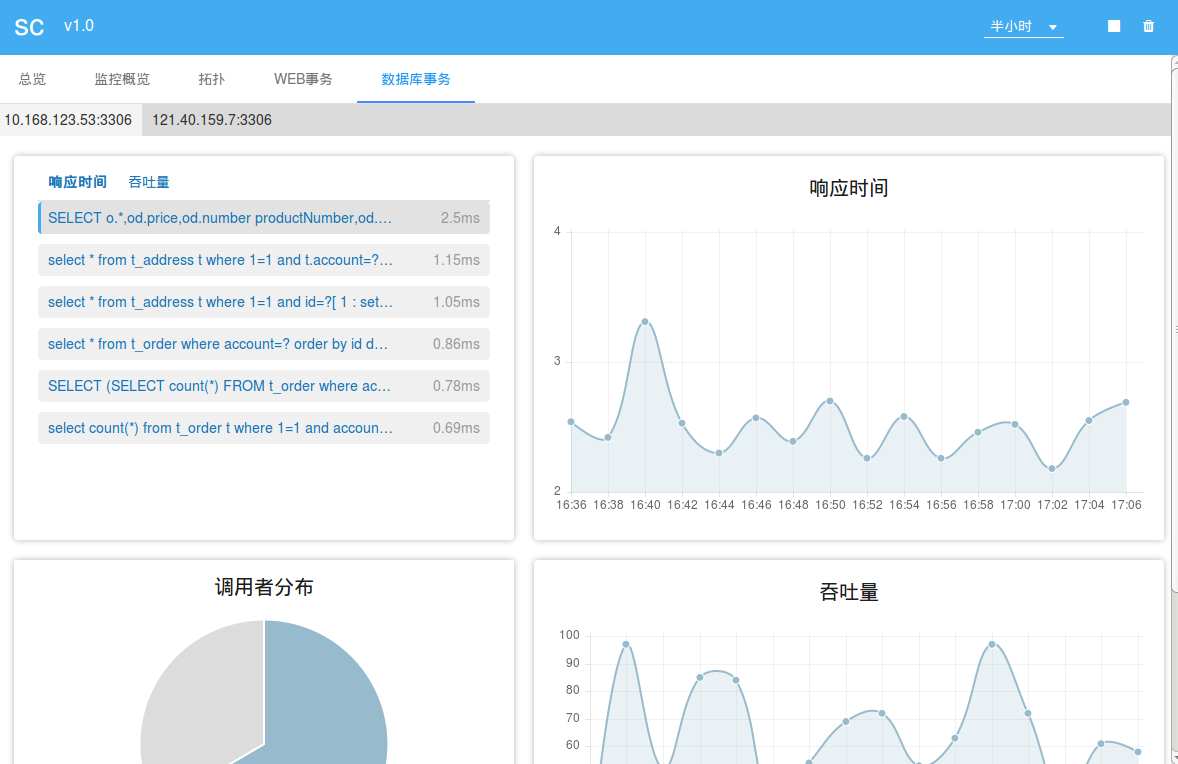 SC v1.0 半小时
总览 监控概览 拓扑 WEB事务 数据库事务
10.168.123.53:3306 121.40.159.7:3306
响应时间 吞吐量
SELECT o.*,od.price,od.number productNumber,od.... 2.5ms
select * from t_address t where 1=1 and t.account=?... 1.15ms
select * from t_address t where 1=1 and id=?[ 1 : set... 1.05ms
select * from t_order where account=? order by id d... 0.86ms
SELECT (SELECT count(*) FROM t_order where ac... 0.78ms
select count(*) from t_order t where 1=1 and accoun... 0.69ms
响应时间
4
3
2
16:36 16:38 16:40 16:42 16:44 16:46 16:48 16:50 16:52 16:54 16:56 16:58 17:00 17:02 17:04 17:06
调用者分布
吞吐量
100
90
80
70
60